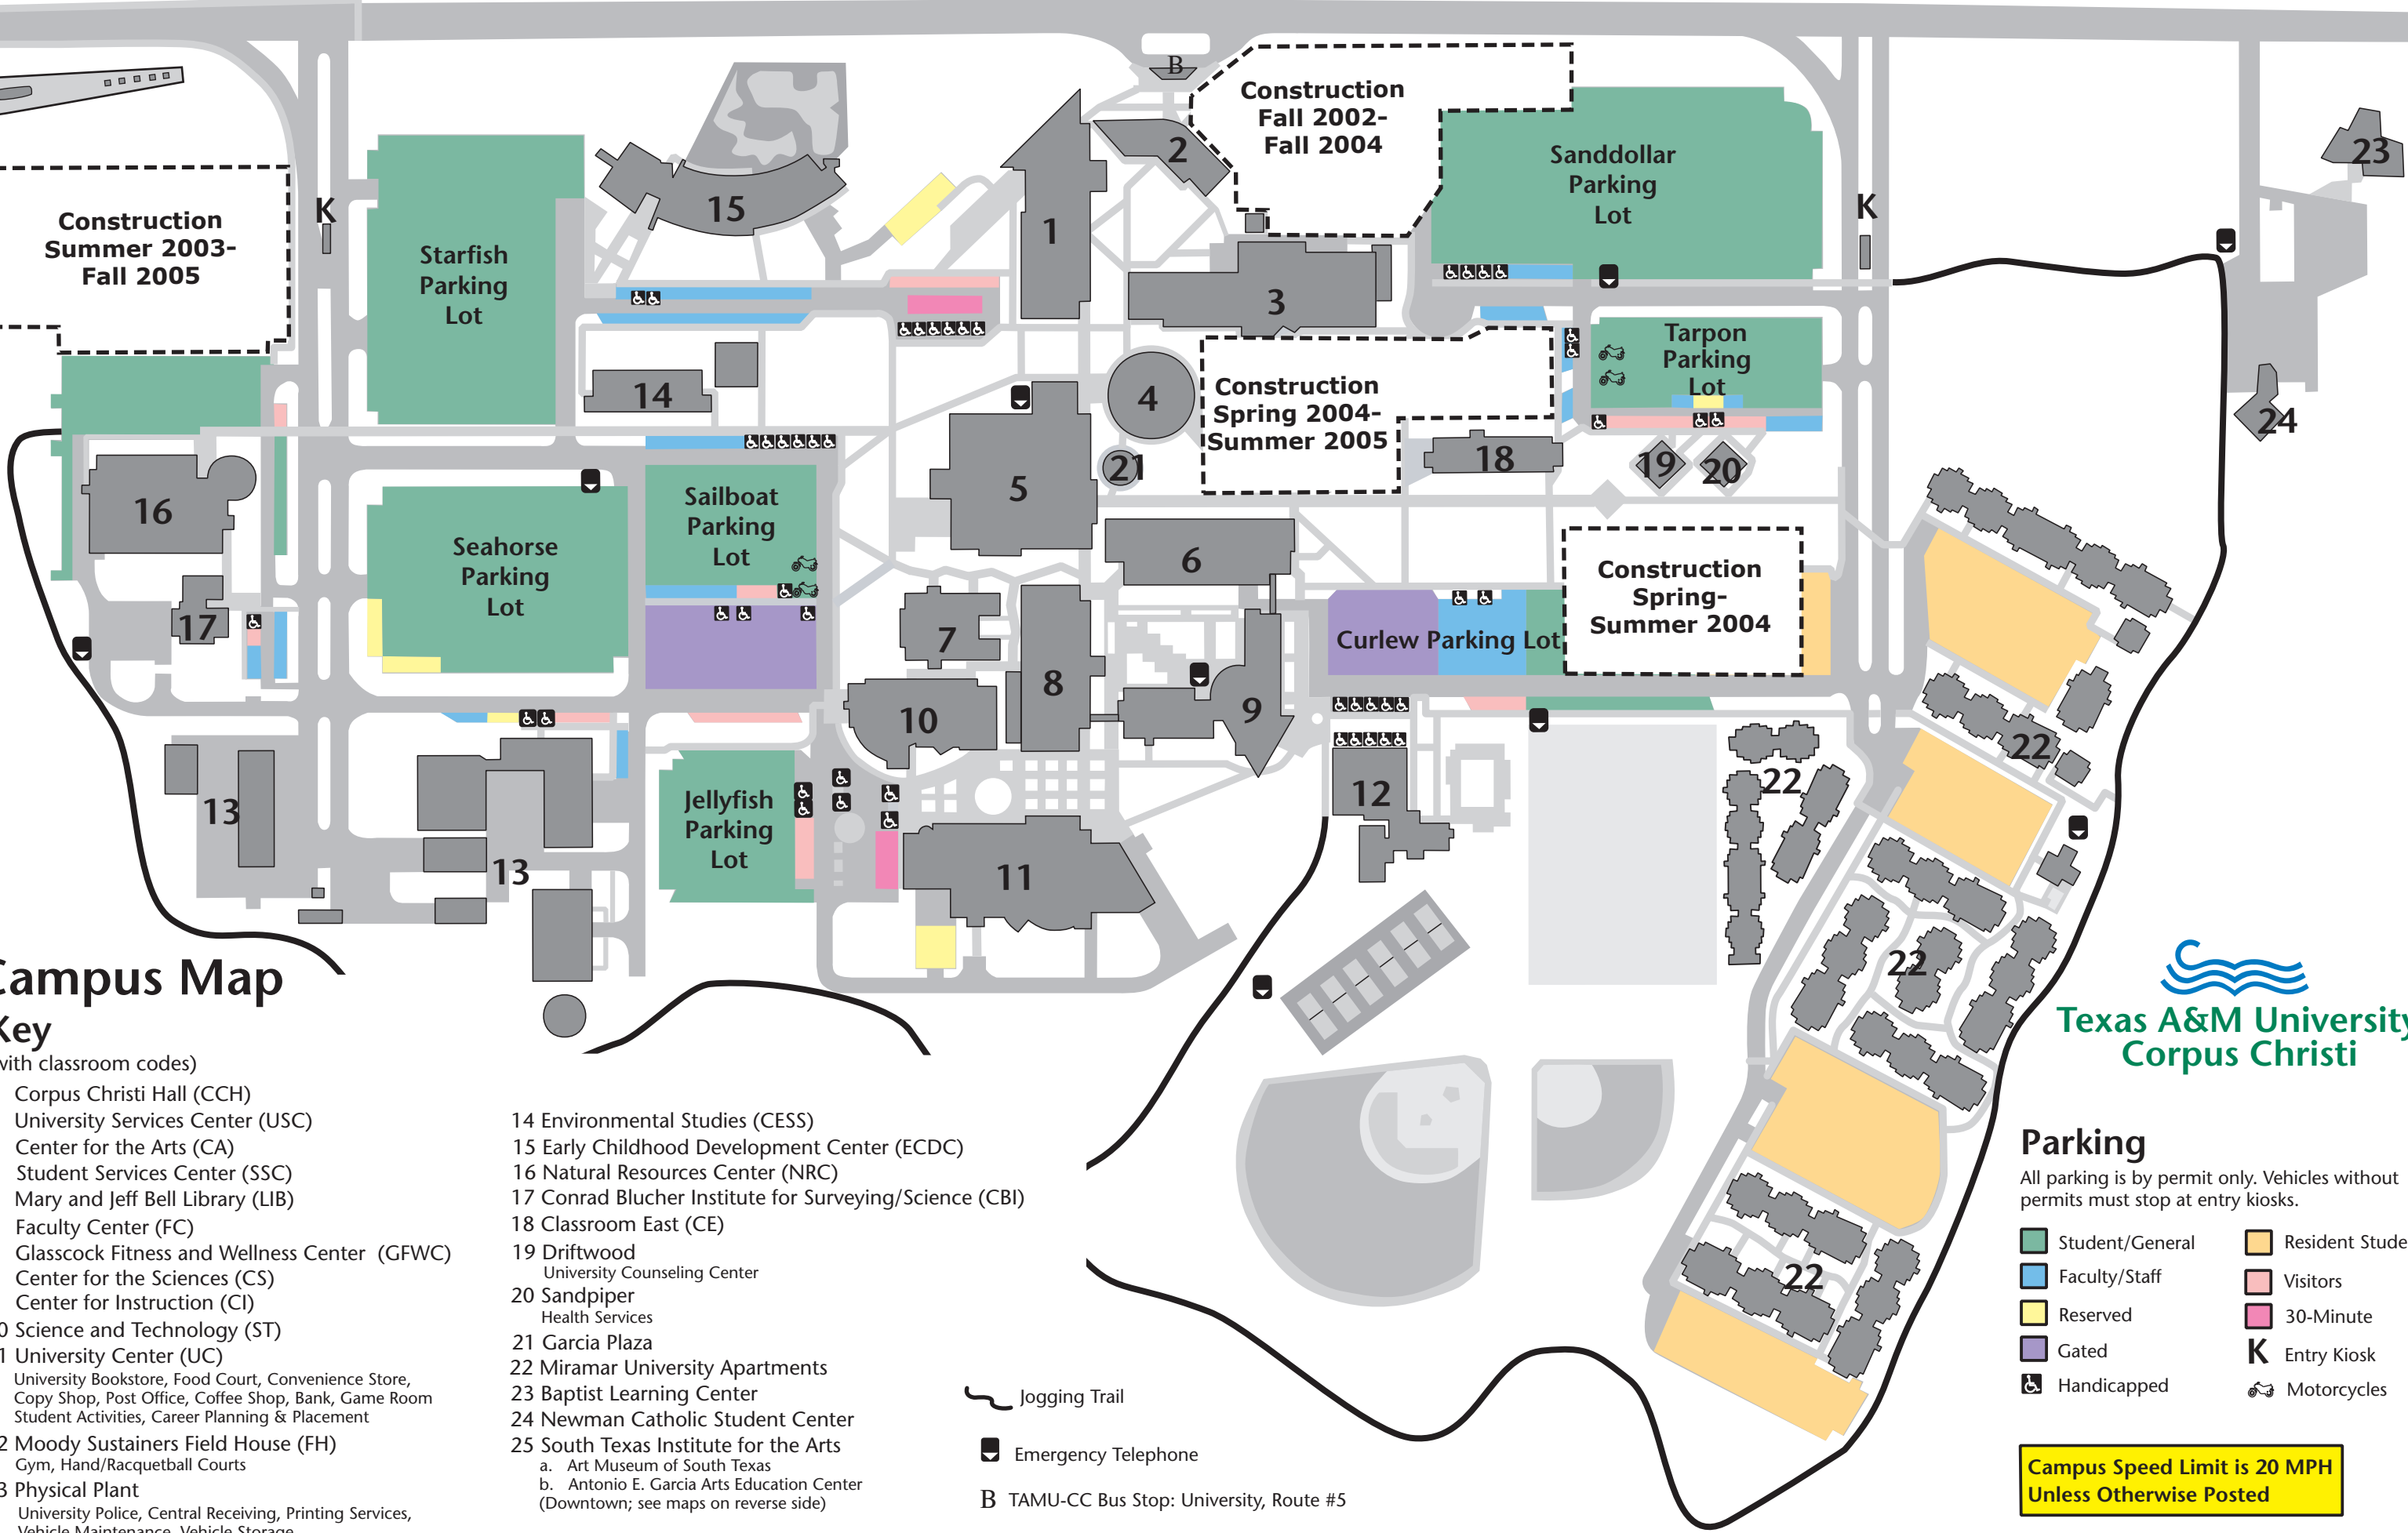 B
Construction
Fall 2002-
Fall 2004
Sanddollar
Parking
Lot
23
2
15
K
K
1
Construction
Summer 2003-
Fall 2005
Starfish
Parking
Lot
3
Tarpon
Parking
Lot
14
4
Construction
Spring 2004-
Summer 2005
24
18
19
20
21
5
16
Sailboat
Parking
Lot
Seahorse
Parking
Lot
6
Construction
Spring-
Summer 2004
17
7
Curlew Parking Lot
8
9
10
22
22
12
13
Jellyfish
Parking
Lot
13
11
22
22
Campus Map
Key
with classroom codes)
Corpus Christi Hall (CCH)
University Services Center (USC)
Center for the Arts (CA)
Student Services Center (SSC)
Mary and Jeff Bell Library (LIB)
Faculty Center (FC)
Glasscock Fitness and Wellness Center (GFWC)
Center for the Sciences (CS)
Center for Instruction (CI)
0 Science and Technology (ST)
1 University Center (UC)
University Bookstore, Food Court, Convenience Store,
Copy Shop, Post Office, Coffee Shop, Bank, Game Room
Student Activities, Career Planning & Placement
2 Moody Sustainers Field House (FH)
Gym, Hand/Racquetball Courts
3 Physical Plant
University Police, Central Receiving, Printing Services,
Vehicle Maintenance, Vehicle Storage
14 Environmental Studies (CESS)
15 Early Childhood Development Center (ECDC)
16 Natural Resources Center (NRC)
17 Conrad Blucher Institute for Surveying/Science (CBI)
18 Classroom East (CE)
19 Driftwood
University Counseling Center
20 Sandpiper
Health Services
21 Garcia Plaza
22 Miramar University Apartments
23 Baptist Learning Center
24 Newman Catholic Student Center
25 South Texas Institute for the Arts
a. Art Museum of South Texas
b. Antonio E. Garcia Arts Education Center
(Downtown; see maps on reverse side)
Jogging Trail
Emergency Telephone
B TAMU-CC Bus Stop: University, Route #5
Texas A&M University
Corpus Christi
Parking
All parking is by permit only. Vehicles without
permits must stop at entry kiosks.
Student/General
Faculty/Staff
Reserved
Gated
Handicapped
Resident Stude
Visitors
30-Minute
K Entry Kiosk
Motorcycles
Campus Speed Limit is 20 MPH
Unless Otherwise Posted